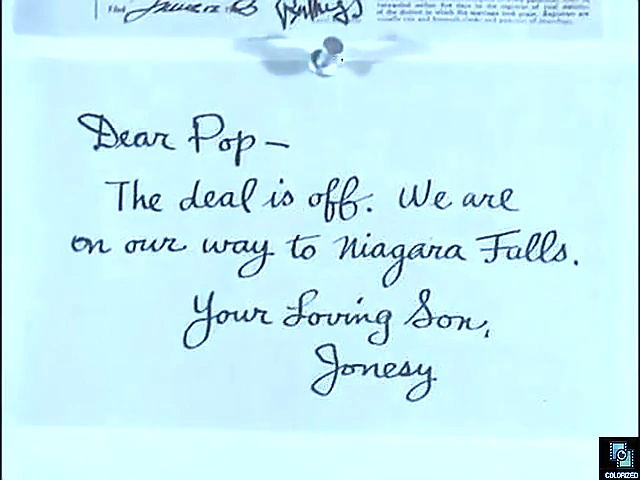 Dear Pop –
The deal is off. We are
on our way to Niagara Falls.
Your Loving Son,
Jonesy
COLORIZED